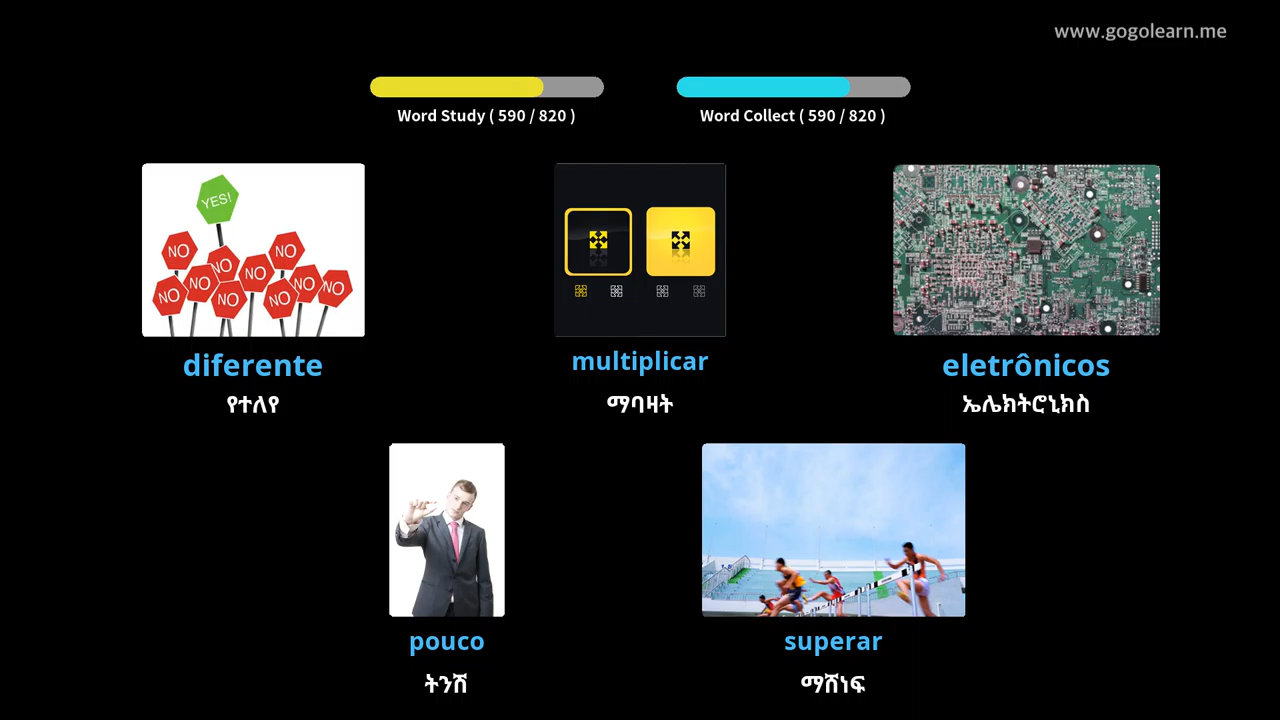 www.gogolearn.me
Word Study ( 590 / 820 )
Word Collect ( 590 / 820 )
YES!
NO
NO
NO
NO
NO
NO
NO
NO
NO
NO
diferente
የተለየ
multiplicar
ማባዛት
eletrônicos
ኤሌክትሮኒክስ
pouco
ትንሽ
superar
ማሸነፍ